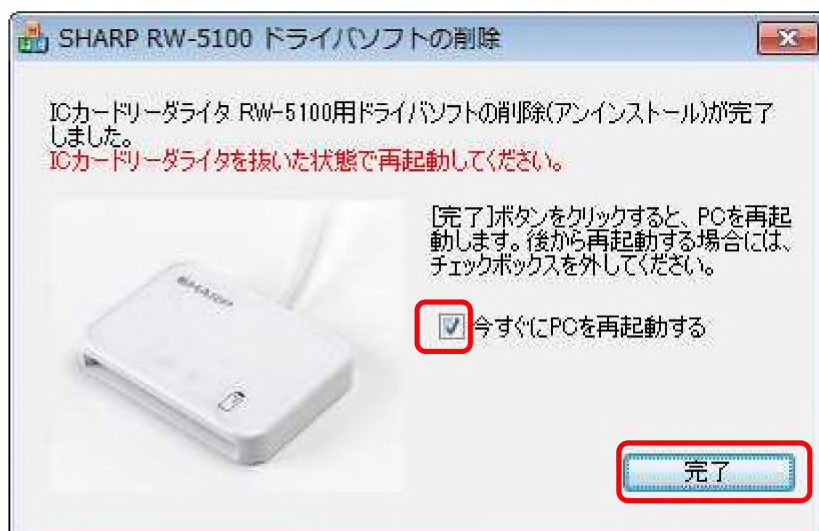 SHARP RW-5100 ドライバソフトの削除
ICカードリーダライタ RW-5100用ドライバソフトの削除(アンインストール)が完了
しました。
ICカードリーダライタを抜いた状態で再起動してください。
[完了]ボタンをクリックすると、PCを再起
動します。後から再起動する場合には、
チェックボックスを外してください。
SHARP
今すぐにPCを再起動する
完了